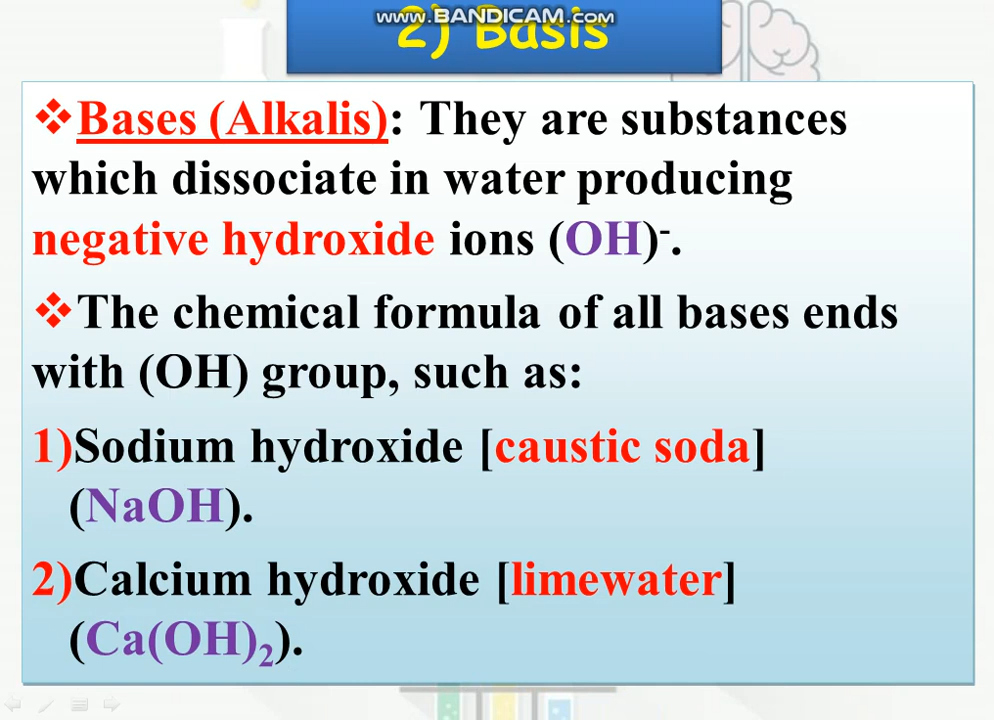 www.BANDICAM.com
2) Basis
❖Bases (Alkalis): They are substances
which dissociate in water producing
negative hydroxide ions (OH)⁻.
❖The chemical formula of all bases ends
with (OH) group, such as:
1)Sodium hydroxide [caustic soda]
(NaOH).
2)Calcium hydroxide [limewater]
(Ca(OH)₂).